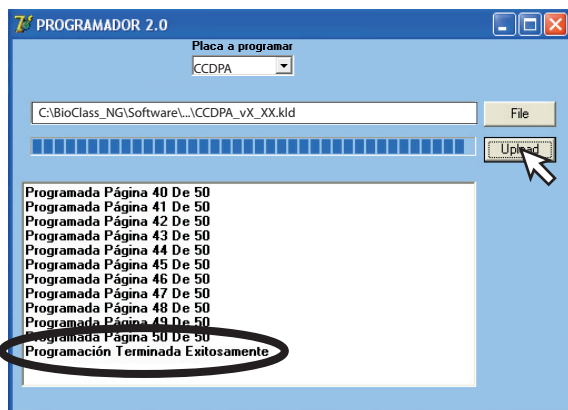 PROGRAMADOR 2.0
Placa a programar
CCDPA
C:\BioClass_NG\Software\...\CCDPA_vX_XX.kld
File
Upload
Programada Página 40 De 50
Programada Página 41 De 50
Programada Página 42 De 50
Programada Página 43 De 50
Programada Página 44 De 50
Programada Página 45 De 50
Programada Página 46 De 50
Programada Página 47 De 50
Programada Página 48 De 50
Programada Página 49 De 50
Programada Página 50 De 50
Programación Terminada Exitosamente